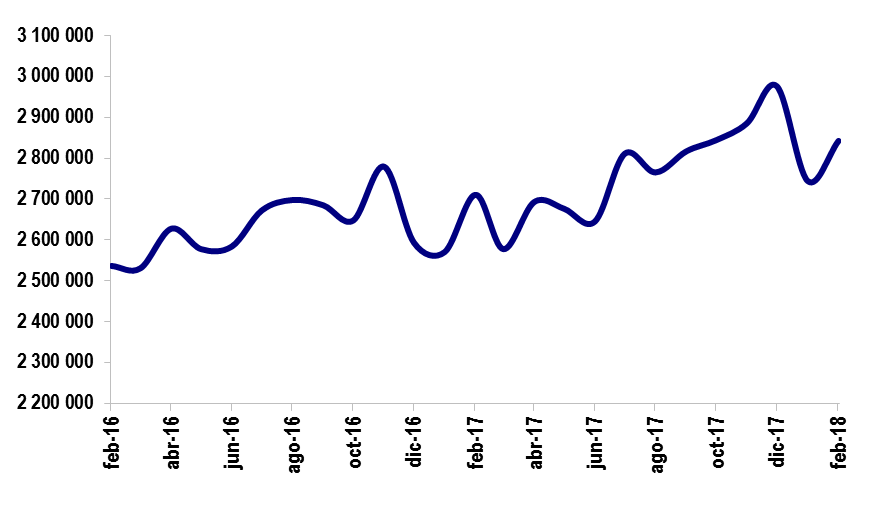 3 100 000
3 000 000
2 900 000
2 800 000
2 700 000
2 600 000
2 500 000
2 400 000
2 300 000
2 200 000
feb-16
abr-16
jun-16
ago-16
oct-16
dic-16
feb-17
abr-17
jun-17
ago-17
oct-17
dic-17
feb-18